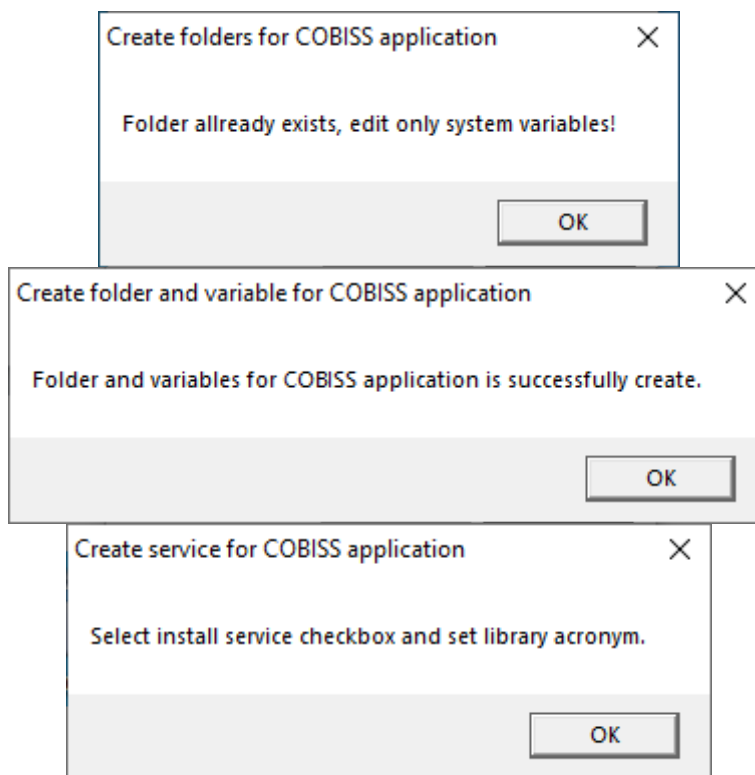 Create folders for COBISS application
Folder allready exists, edit only system variables!
OK
Create folder and variable for COBISS application
Folder and variables for COBISS application is successfully create.
OK
Create service for COBISS application
Select install service checkbox and set library acronym.
OK